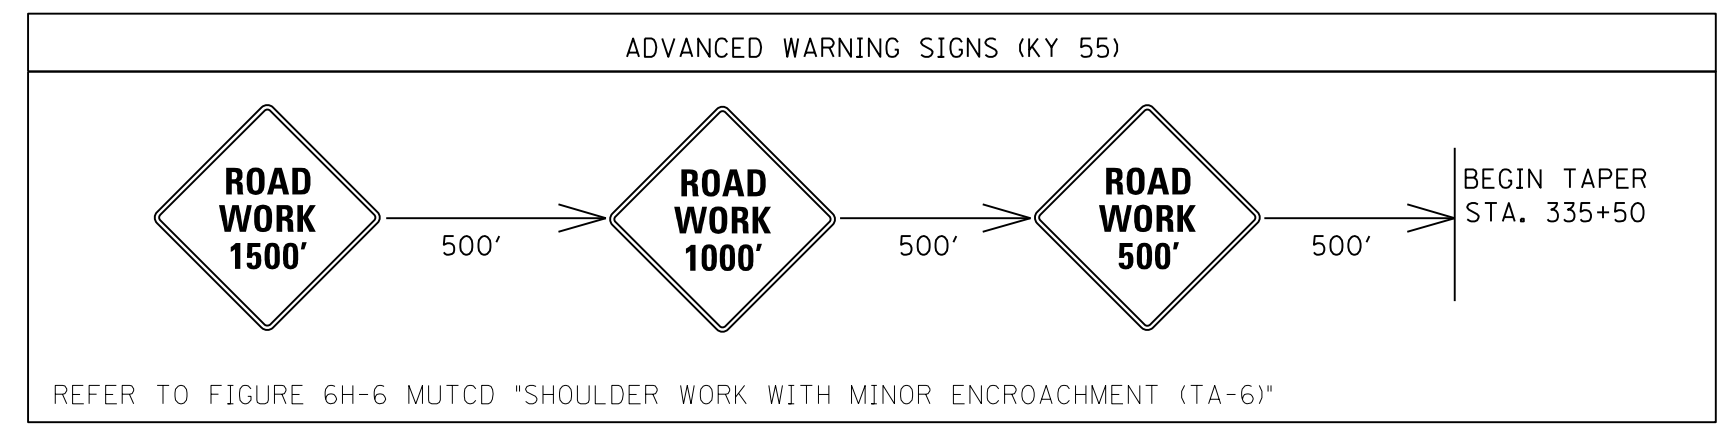 ADVANCED WARNING SIGNS (KY 55)
ROAD
WORK
1500'
500'
ROAD
WORK
1000'
500'
ROAD
WORK
500'
500'
BEGIN TAPER
STA. 335+50
REFER TO FIGURE 6H-6 MUTCD "SHOULDER WORK WITH MINOR ENCROACHMENT (TA-6)"